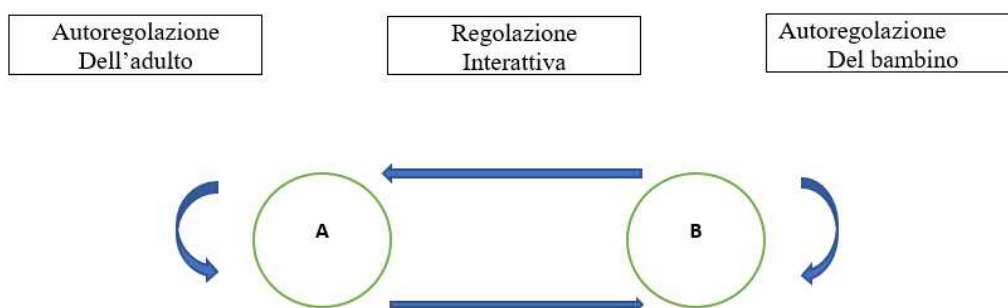 Autoregolazione
Dell'adulto
Regolazione
Interattiva
Autoregolazione
Del bambino
A
B